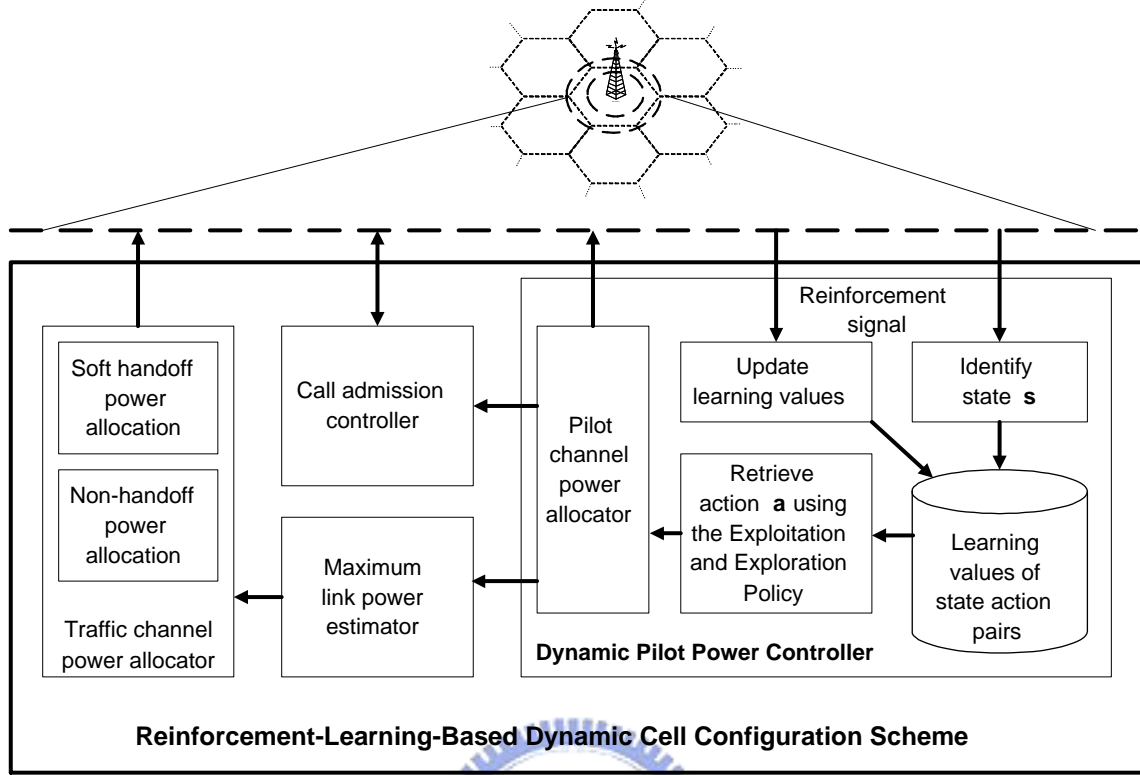 Reinforcement
signal
Soft handoff
power
allocation
Non-handoff
power
allocation
Traffic channel
power allocator
Call admission
controller
Maximum
link power
estimator
Pilot
channel
power
allocator
Update
learning values
Identify
state s
Retrieve
action a using
the Exploitation
and Exploration
Policy
Learning
values of
state action
pairs
Dynamic Pilot Power Controller
Reinforcement-Learning-Based Dynamic Cell Configuration Scheme